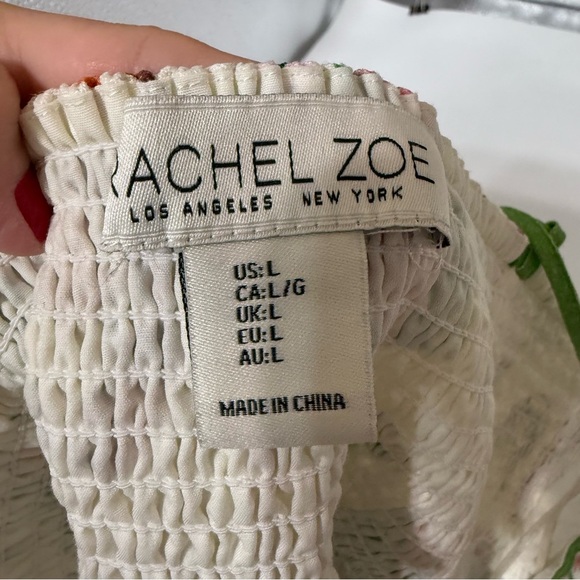 RACHEL ZOE
LOS ANGELES NEW YORK
US:L
CA:L/G
UK:L
EU:L
AU:L
MADE IN CHINA